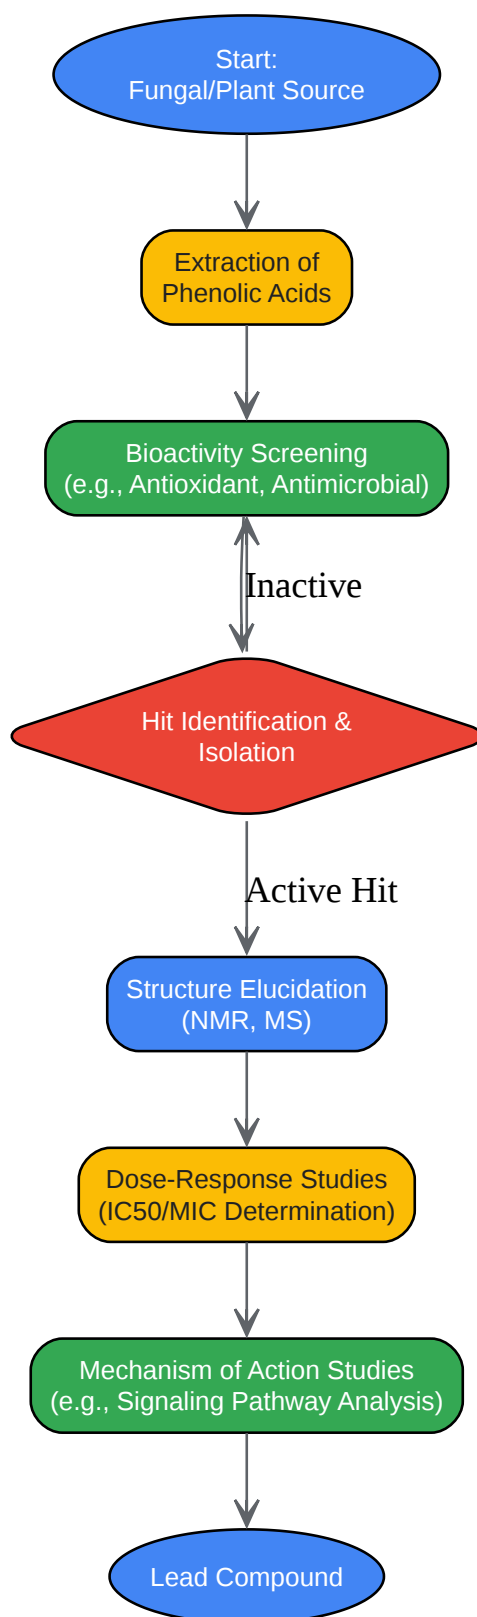 Start:
Fungal/Plant Source
Extraction of
Phenolic Acids
Bioactivity Screening
(e.g., Antioxidant, Antimicrobial)
Inactive
Hit Identification &
Isolation
Active Hit
Structure Elucidation
(NMR, MS)
Dose-Response Studies
(IC50/MIC Determination)
Mechanism of Action Studies
(e.g., Signaling Pathway Analysis)
Lead Compound